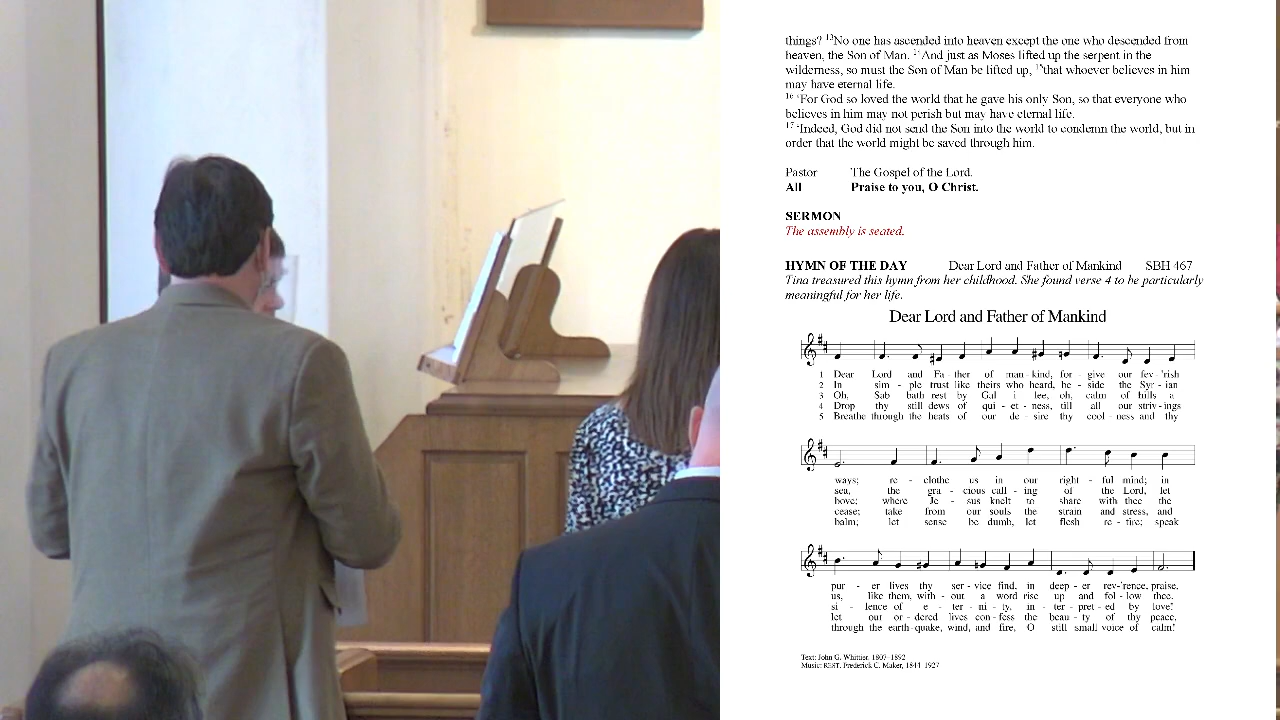 things? 13No one has ascended into heaven except the one who descended from
heaven, the Son of Man. 14And just as Moses lifted up the serpent in the
wilderness, so must the Son of Man be lifted up, 15that whoever believes in him
may have eternal life.
16 "For God so loved the world that he gave his only Son, so that everyone who
believes in him may not perish but may have eternal life.
17 "Indeed, God did not send the Son into the world to condemn the world, but in
order that the world might be saved through him.
Pastor The Gospel of the Lord.
All Praise to you, O Christ.
SERMON
The assembly is seated.
HYMN OF THE DAY Dear Lord and Father of Mankind SBH 467
Tina treasured this hymn from her childhood. She found verse 4 to be particularly
meaningful for her life.
Dear Lord and Father of Mankind
1 Dear Lord and Fa - ther of man - kind, for - give our fev - 'rish
2 In sim - ple trust like theirs who heard, be - side the Syr - ian
3 Oh, Sab - bath rest by Gal - i - lee, oh, calm of hills a -
4 Drop thy still dews of qui - et - ness, till all our striv - ings
5 Breathe through the heats of our de - sire thy cool - ness and thy
ways; re - clothe us in our right - ful mind; in
sea, the gra - cious call - ing of the Lord, let
bove; where Je - sus knelt to share with thee the
cease; take from our souls the strain and stress, and
balm; let sense be dumb, let flesh re - tire; speak
pur - er lives thy ser - vice find, in deep - er rev - 'rence, praise.
us, like them, with - out a word rise up and fol - low thee.
si - lence of e - ter - ni - ty, in - ter - pret - ed by love!
let our or - dered lives con - fess the beau - ty of thy peace.
through the earth - quake, wind, and fire, O still small voice of calm!
Text: John G. Whittier, 1807-1892
Music: REST, Frederick C. Maker, 1844-1927